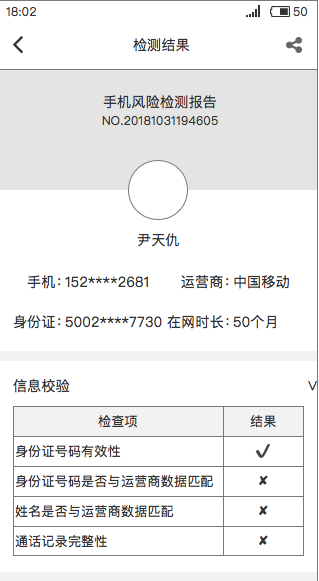 18:02 50
检测结果
手机风险检测报告
NO.20181031194605
尹天仇
手机：152****2681 运营商：中国移动
身份证：5002****7730 在网时长：50个月
信息校验 V
检查项 结果
身份证号码有效性 ✔
身份证号码是否与运营商数据匹配 ✘
姓名是否与运营商数据匹配 ✘
通话记录完整性 ✘